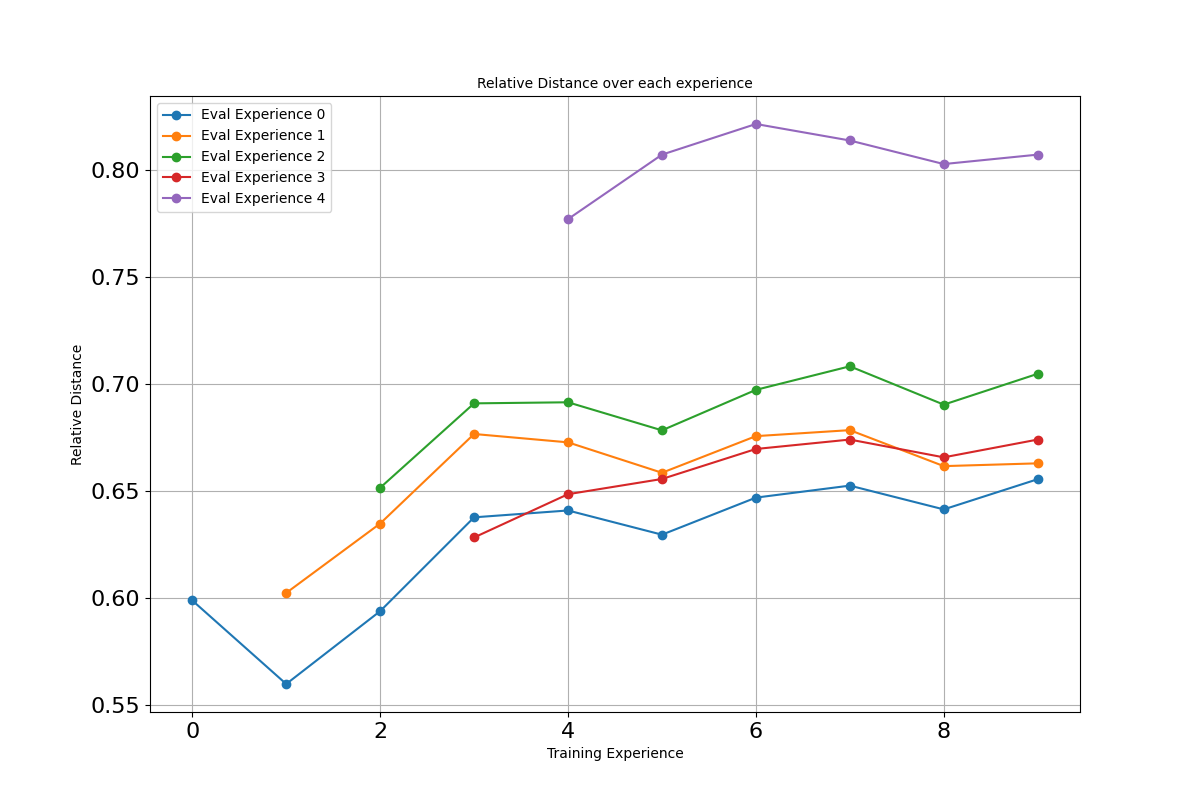 Relative Distance over each experience
Eval Experience 0
Eval Experience 1
Eval Experience 2
Eval Experience 3
Eval Experience 4
0.80
0.75
0.70
0.65
0.60
0.55
Relative Distance
0 2 4 6 8
Training Experience